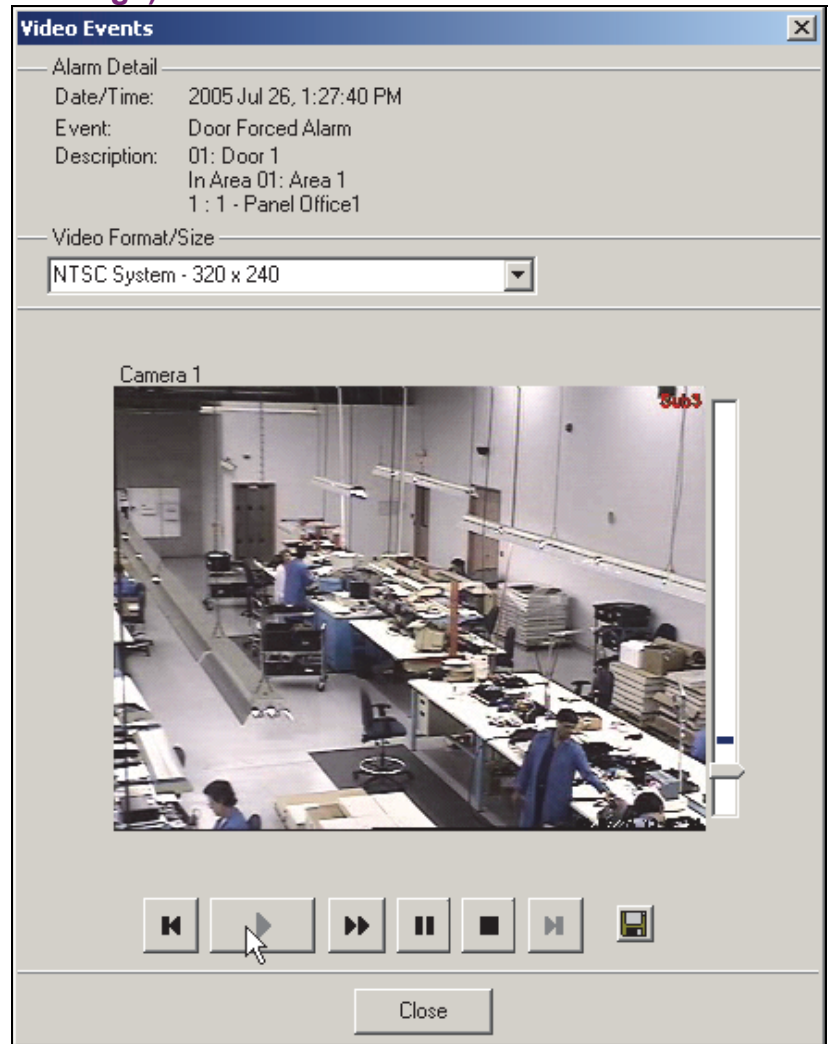 Video Events
Alarm Detail
Date/Time: 2005 Jul 26, 1:27:40 PM
Event: Door Forced Alarm
Description: 01: Door 1
In Area 01: Area 1
1 : 1 - Panel Office1
Video Format/Size
NTSC System - 320 x 240
Camera 1
Sub3
Close